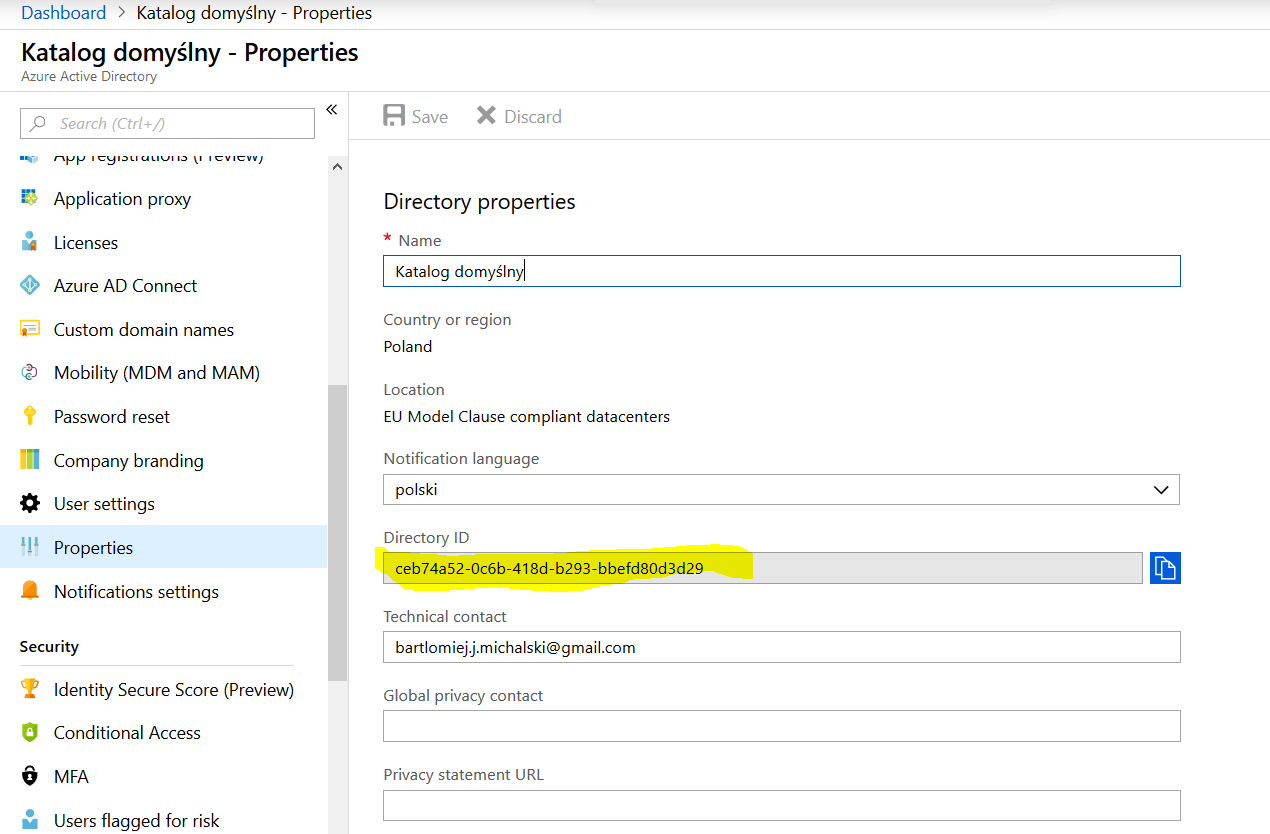 Dashboard > Katalog domyślny - Properties
Katalog domyślny - Properties
Azure Active Directory
Search (Ctrl+/)
«
Save Discard
App registrations (Preview)
Application proxy
Licenses
Azure AD Connect
Custom domain names
Mobility (MDM and MAM)
Password reset
Company branding
User settings
Properties
Notifications settings
Security
Identity Secure Score (Preview)
Conditional Access
MFA
Users flagged for risk
Directory properties
* Name
Katalog domyślny
Country or region
Poland
Location
EU Model Clause compliant datacenters
Notification language
polski
Directory ID
ceb74a52-0c6b-418d-b293-bbefd80d3d29
Technical contact
bartlomiej.j.michalski@gmail.com
Global privacy contact
Privacy statement URL